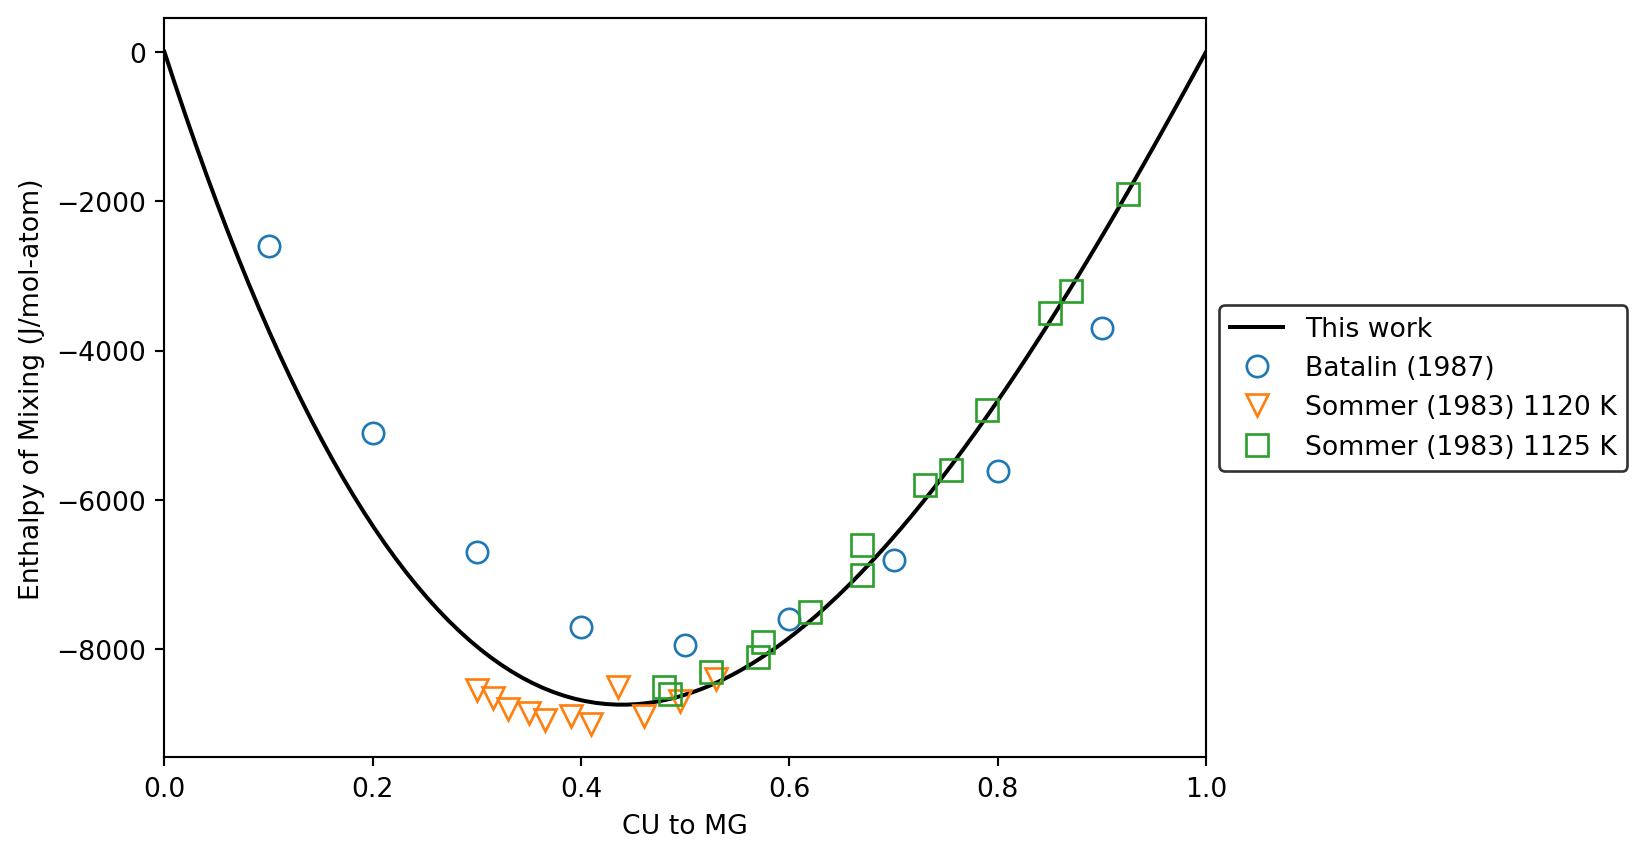 0
−2000
−4000
−6000
−8000
Enthalpy of Mixing (J/mol-atom)
0.0
0.2
0.4
0.6
0.8
1.0
CU to MG
This work
Batalin (1987)
Sommer (1983) 1120 K
Sommer (1983) 1125 K